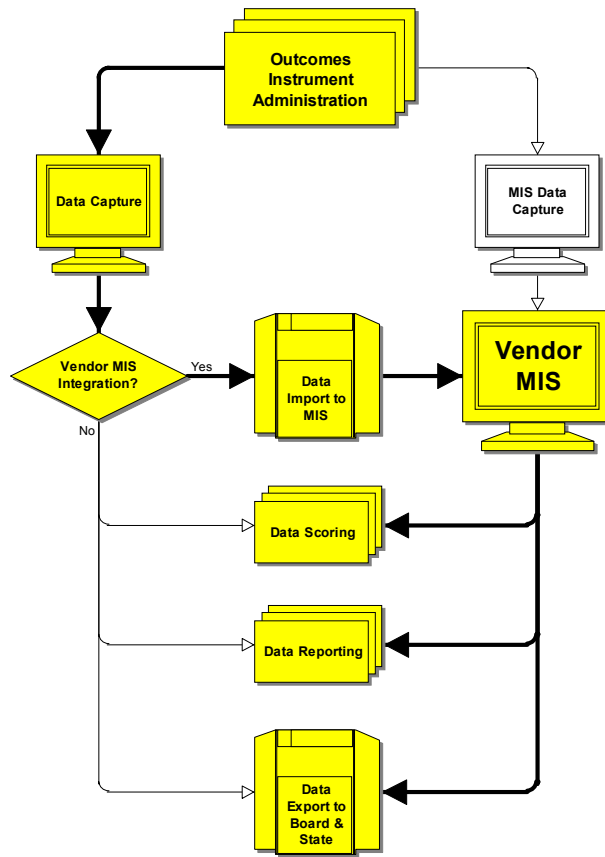 Outcomes
Instrument
Administration
Data Capture
MIS Data
Capture
Vendor MIS
Integration?
Yes
No
Data
Import to
MIS
Vendor
MIS
Data Scoring
Data Reporting
Data
Export to
Board &
State